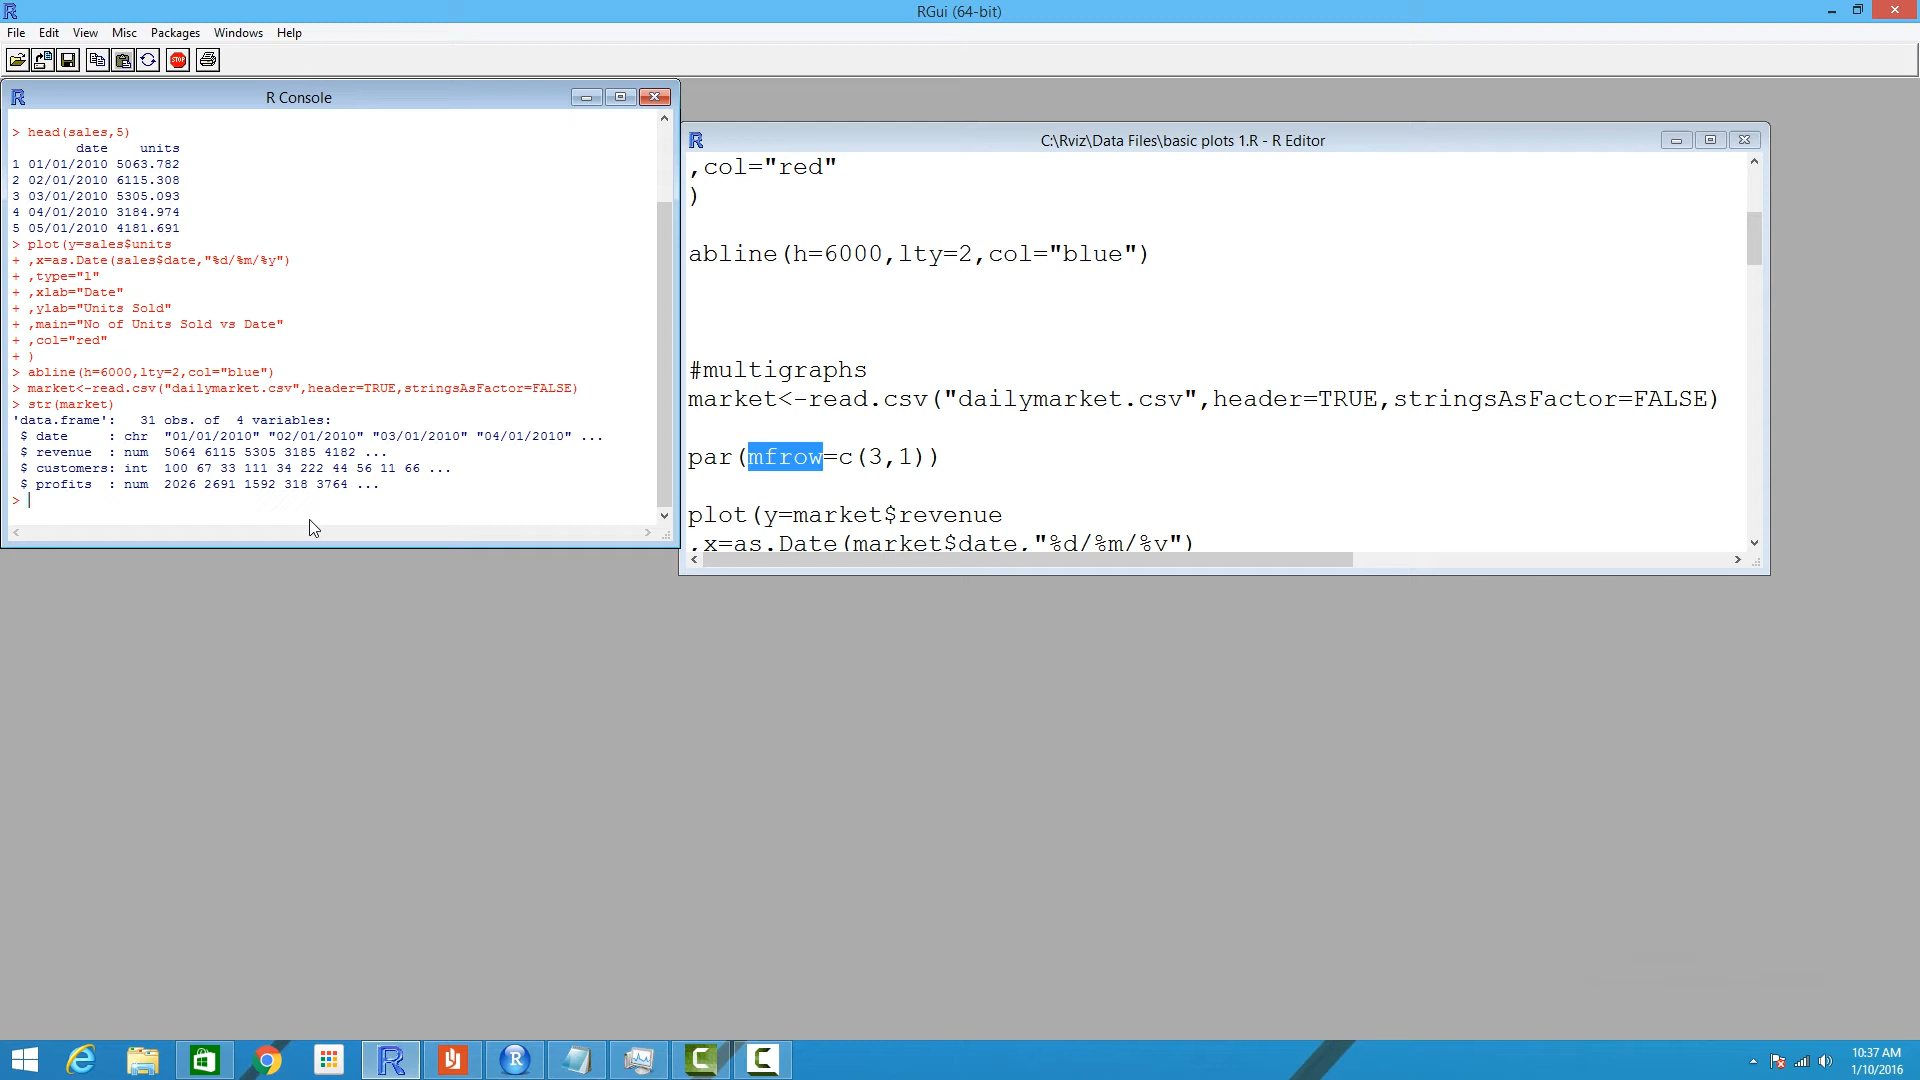 RGui (64-bit)
File Edit View Misc Packages Windows Help
STOP
R Console
> head(sales,5)
date units
1 01/01/2010 5063.782
2 02/01/2010 6115.308
3 03/01/2010 5305.093
4 04/01/2010 3184.974
5 05/01/2010 4181.691
> plot(y=sales$units
+ ,x=as.Date(sales$date,"%d/%m/%y")
+ ,type="l"
+ ,xlab="Date"
+ ,ylab="Units Sold"
+ ,main="No of Units Sold vs Date"
+ ,col="red"
+ )
> abline(h=6000,lty=2,col="blue")
> market<-read.csv("dailymarket.csv",header=TRUE,stringsAsFactor=FALSE)
> str(market)
'data.frame': 31 obs. of 4 variables:
$ date : chr "01/01/2010" "02/01/2010" "03/01/2010" "04/01/2010" ...
$ revenue : num 5064 6115 5305 3185 4182 ...
$ customers: int 100 67 33 111 34 222 44 56 11 66 ...
$ profits : num 2026 2691 1592 318 3764 ...
>
C:\Rviz\Data Files\basic plots 1.R - R Editor
,col="red"
)
abline(h=6000,lty=2,col="blue")
#multigraphs
market<-read.csv("dailymarket.csv",header=TRUE,stringsAsFactor=FALSE)
par(mfrow=c(3,1))
plot(y=market$revenue
,x=as.Date(market$date,"%d/%m/%y")
10:37 AM
1/10/2016